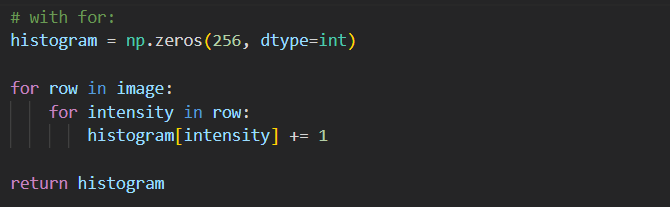 # with for:
histogram = np.zeros(256, dtype=int)
for row in image:
for intensity in row:
histogram[intensity] += 1
return histogram